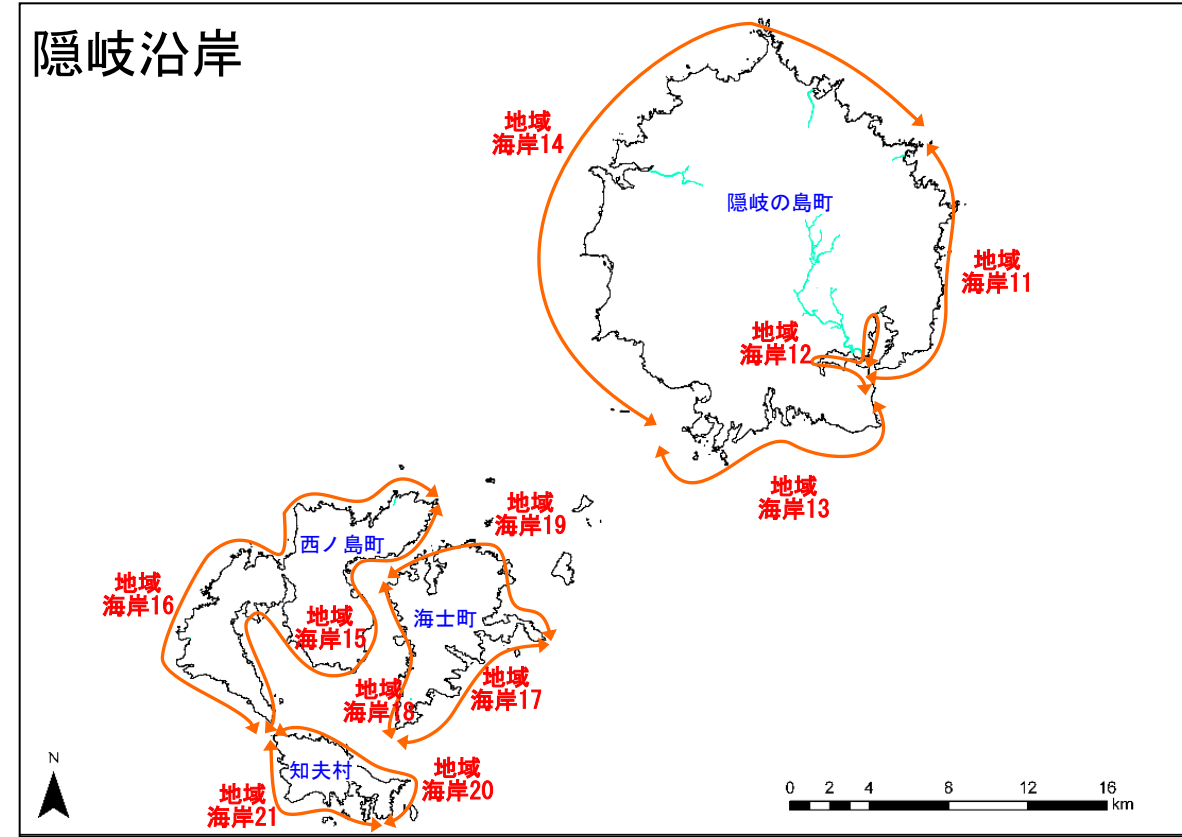 隠岐沿岸
地域
海岸14
隠岐の島町
地域
海岸11
地域
海岸12
地域
海岸13
地域
海岸19
西ノ島町
地域
海岸16
地域
海岸15
海士町
地域
海岸18
地域
海岸17
N
知夫村
地域
海岸20
地域
海岸21
0 2 4 8 12 16
km